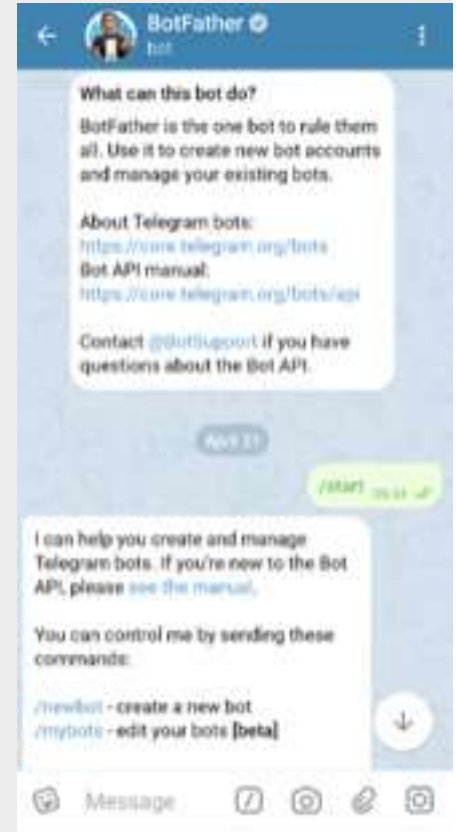 BotFather
bot
What can this bot do?
BotFather is the one bot to rule them
all. Use it to create new bot accounts
and manage your existing bots.
About Telegram bots:
https://core.telegram.org/bots
Bot API manual:
https://core.telegram.org/bots/api
Contact @BotSupport if you have
questions about the Bot API.
/start
I can help you create and manage
Telegram bots. If you're new to the Bot
API, please see the manual.
You can control me by sending these
commands:
/newbot - create a new bot
/mybots - edit your bots [beta]
Message